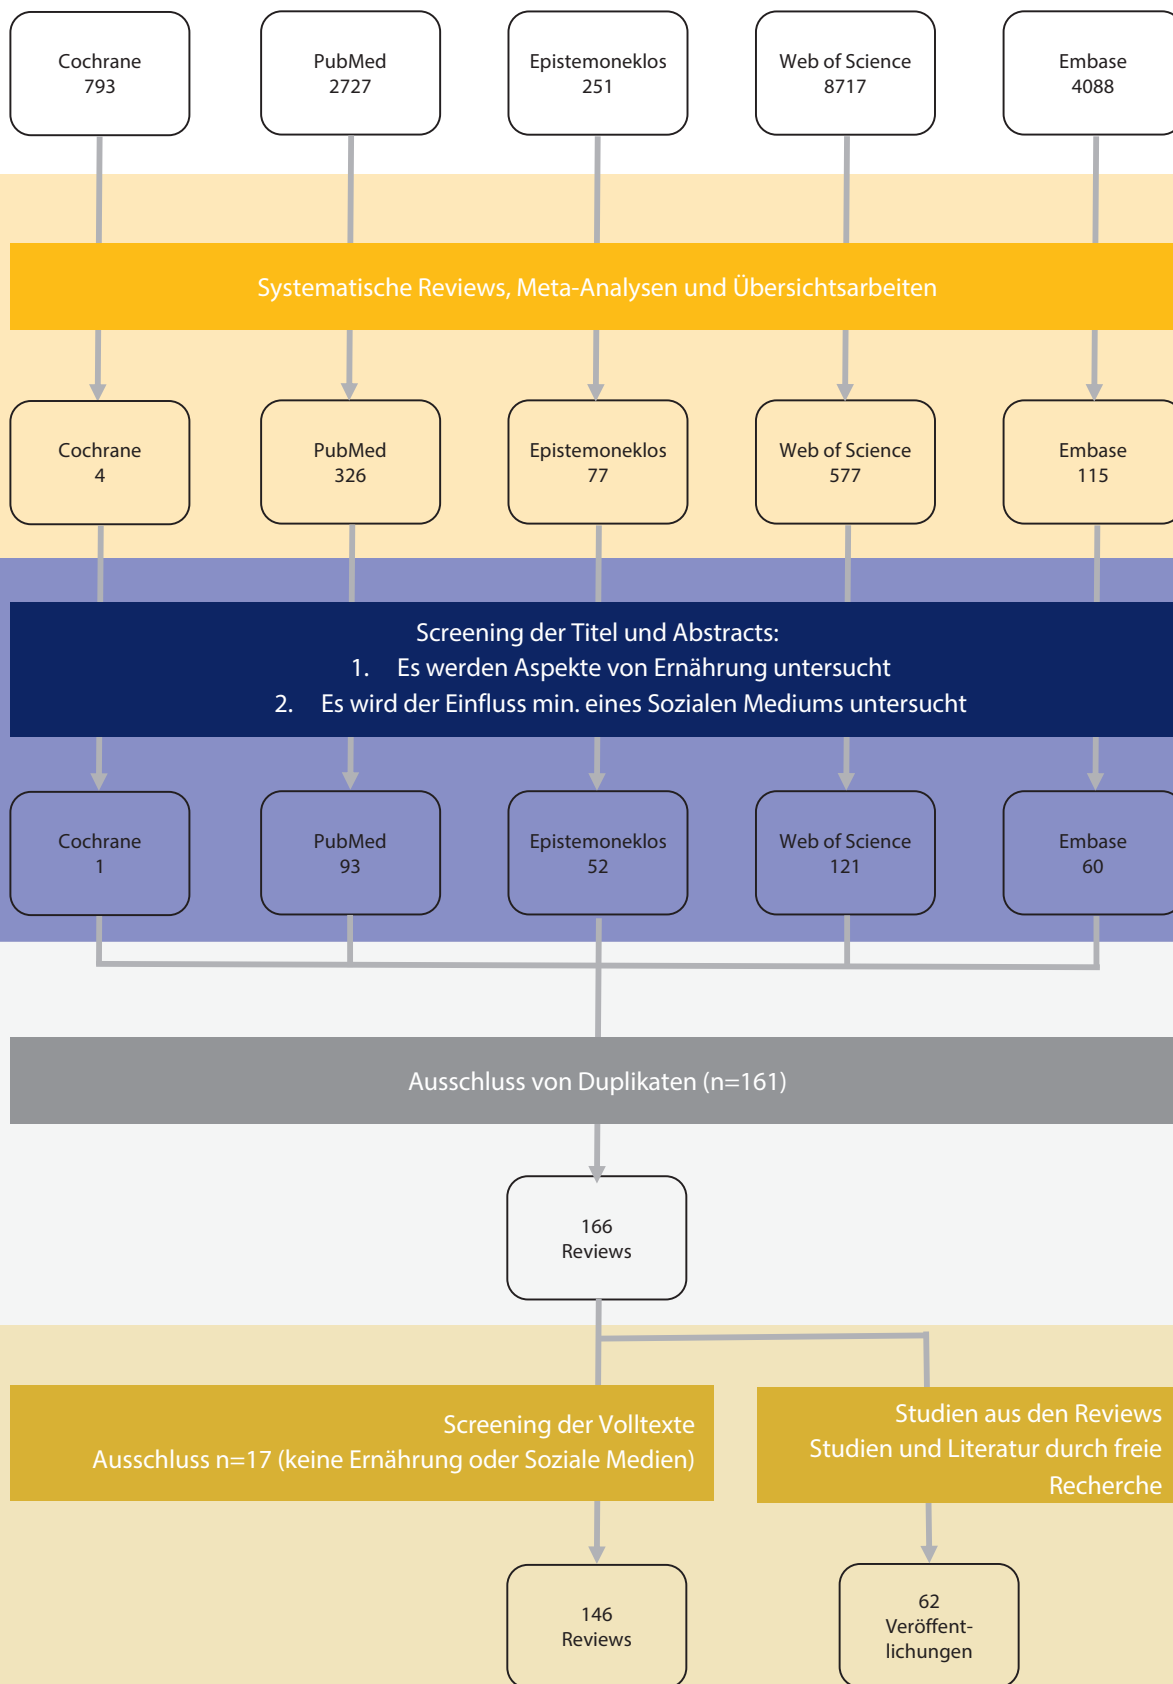 Cochrane
793
PubMed
2727
Epistemoneklos
251
Web of Science
8717
Embase
4088
Systematische Reviews, Meta-Analysen und Übersichtsarbeiten
Cochrane
4
PubMed
326
Epistemoneklos
77
Web of Science
577
Embase
115
Screening der Titel und Abstracts:
1. Es werden Aspekte von Ernährung untersucht
2. Es wird der Einfluss min. eines Sozialen Mediums untersucht
Cochrane
1
PubMed
93
Epistemoneklos
52
Web of Science
121
Embase
60
Ausschluss von Duplikaten (n=161)
166
Reviews
Screening der Volltexte
Ausschluss n=17 (keine Ernährung oder Soziale Medien)
Studien aus den Reviews
Studien und Literatur durch freie
Recherche
146
Reviews
62
Veröffent-
lichungen